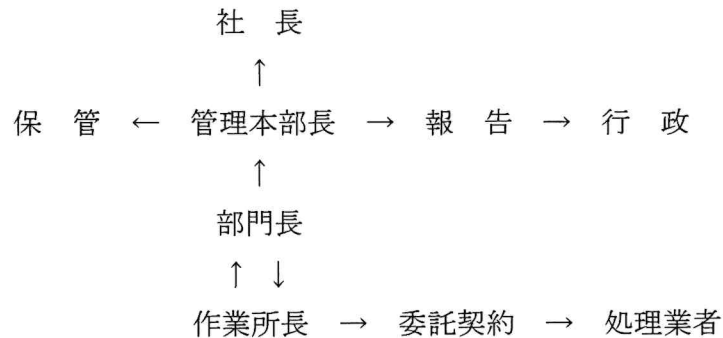 社　長
↑
保　管　←　管理本部長　→　報　告　→　行　政
↑
部門長
↑　↓
作業所長　→　委託契約　→　処理業者